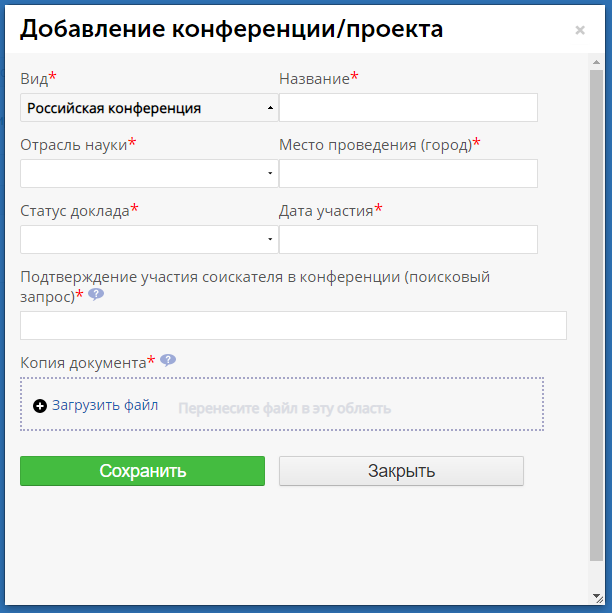 Добавление конференции/проекта
×
Вид* Название*
Российская конференция
Отрасль науки* Место проведения (город)*
Статус доклада* Дата участия*
Подтверждение участия соискателя в конференции (поисковый
запрос)* ?
Копия документа* ?
Загрузить файл Перенесите файл в эту область
Сохранить Закрыть